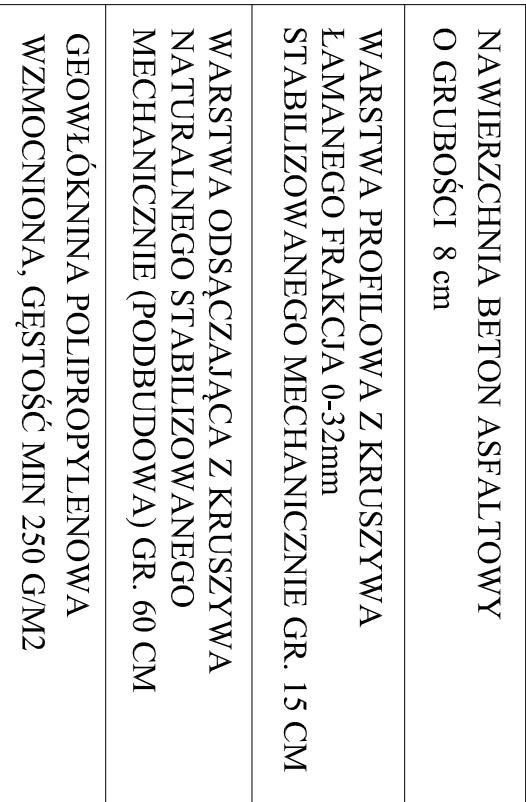 NAWIERZCHNIA BETON ASFALTOWY
O GRUBOŚCI 8 cm
WARSTWA PROFILOWA Z KRUSZYWA
ŁAMANEGO FRAKCJA 0-32mm
STABILIZOWANEGO MECHANICZNIE GR. 15 CM
WARSTWA ODSĄCZAJĄCA Z KRUSZYWA
NATURALNEGO STABILIZOWANEGO
MECHANICZNIE (PODBUDOWA) GR. 60 CM
GEOWŁÓKNINA POLIPROPYLENOWA
WZMOCNIONA, GĘSTOŚĆ MIN 250 G/M2